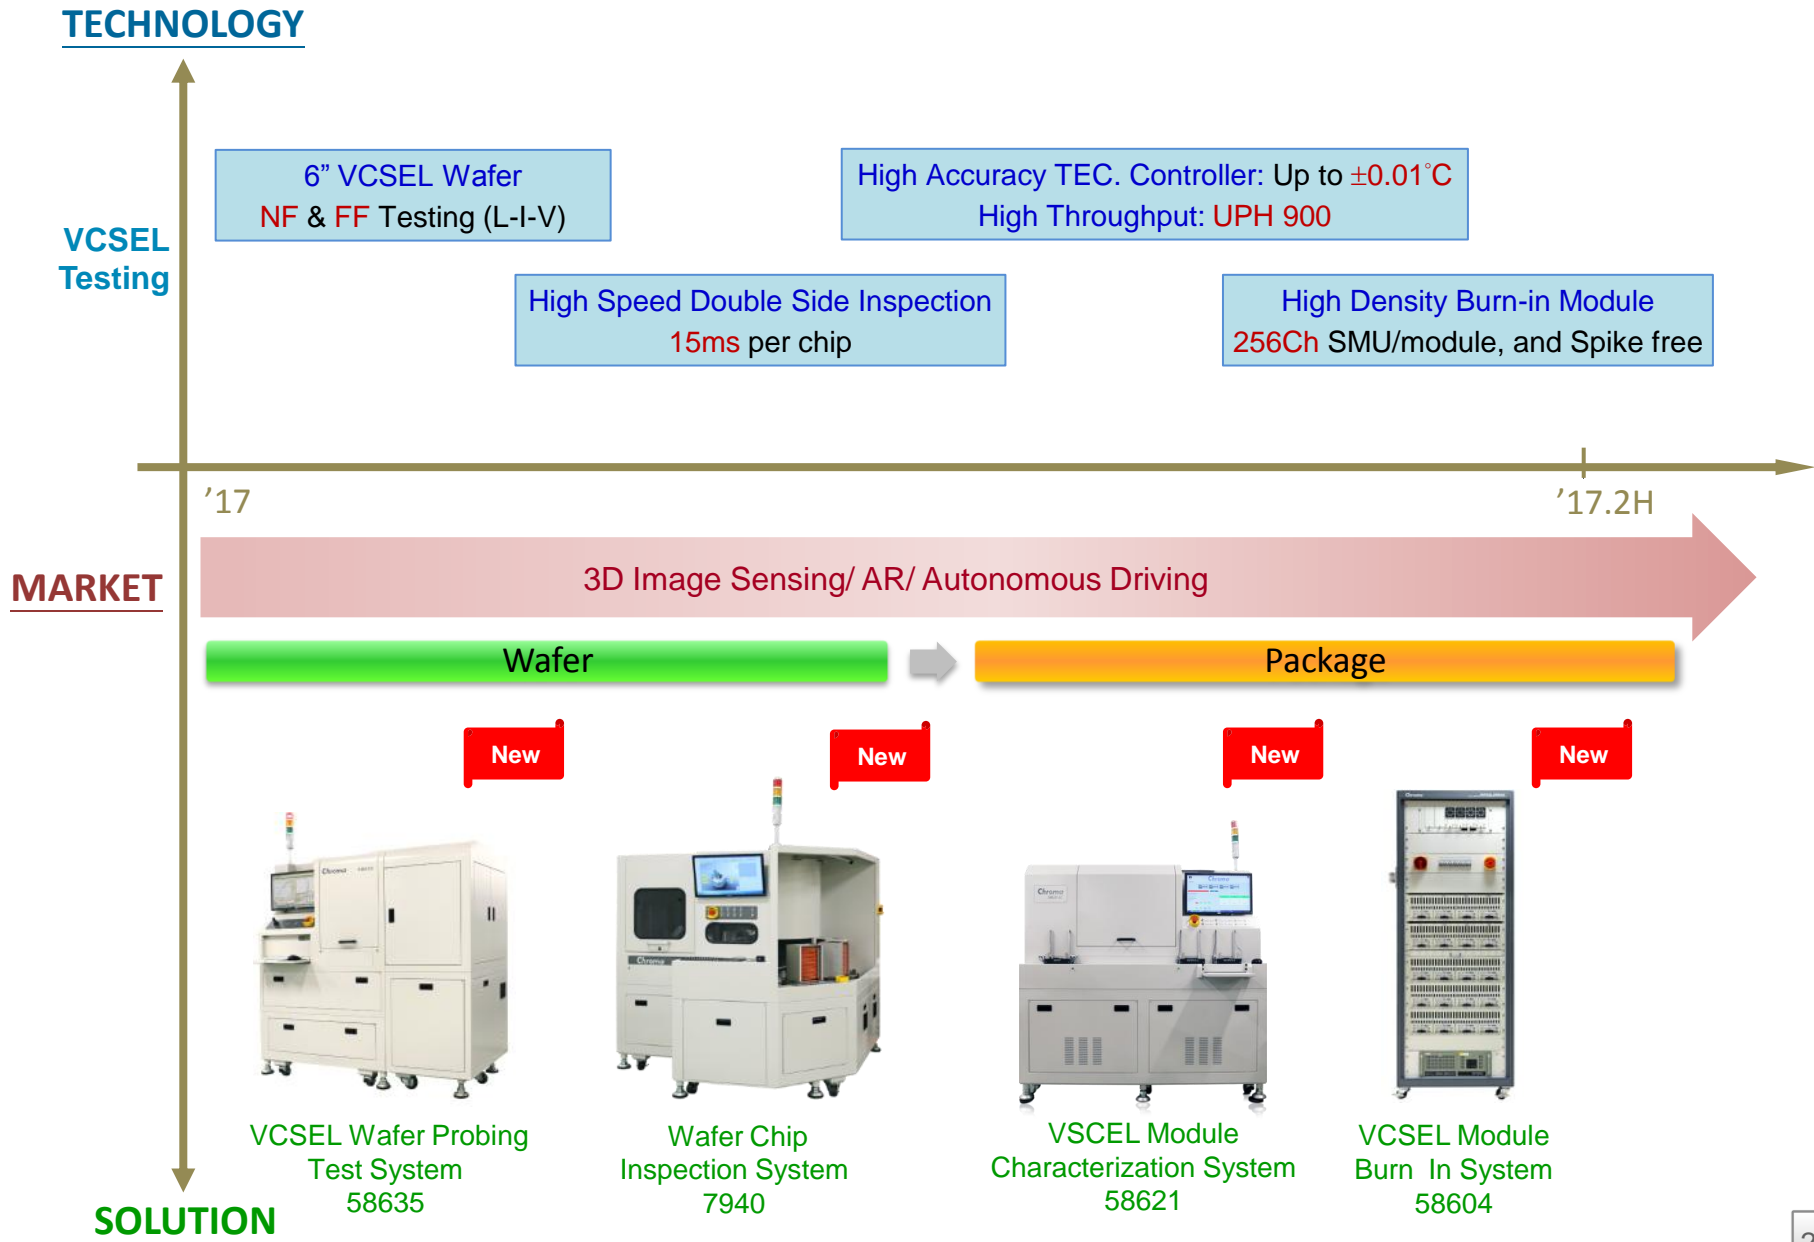 TECHNOLOGY
6” VCSEL Wafer
NF & FF Testing (L-I-V)
High Accuracy TEC. Controller: Up to ±0.01°C
High Throughput: UPH 900
VCSEL
Testing
High Speed Double Side Inspection
15ms per chip
High Density Burn-in Module
256Ch SMU/module, and Spike free
’17
’17.2H
MARKET
3D Image Sensing/ AR/ Autonomous Driving
Wafer
Package
New
New
New
New
Chroma
Chroma
Chroma
Chroma
VCSEL Wafer Probing
Test System
58635
Wafer Chip
Inspection System
7940
VSCEL Module
Characterization System
58621
VCSEL Module
Burn In System
58604
SOLUTION